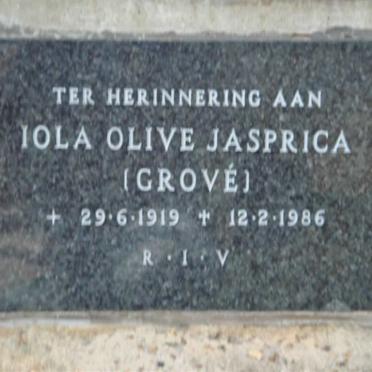 TER HERINNERING AAN
IOLA OLIVE JASPRICA
(GROVÉ)
+ 29·6·1919 ✝ 12·2·1986
R · I · V